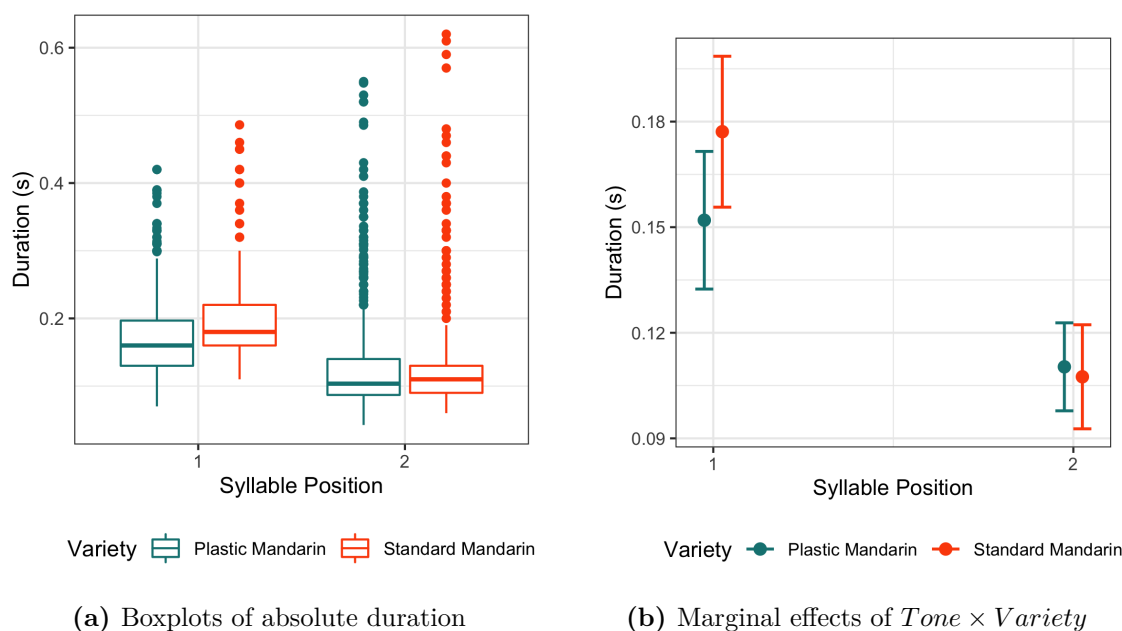 0.6
0.4
0.2
Duration (s)
1
2
Syllable Position
Variety Plastic Mandarin Standard Mandarin
(a) Boxplots of absolute duration
0.18
0.15
0.12
0.09
Duration (s)
1
2
Syllable Position
Variety Plastic Mandarin Standard Mandarin
(b) Marginal effects of Tone × Variety